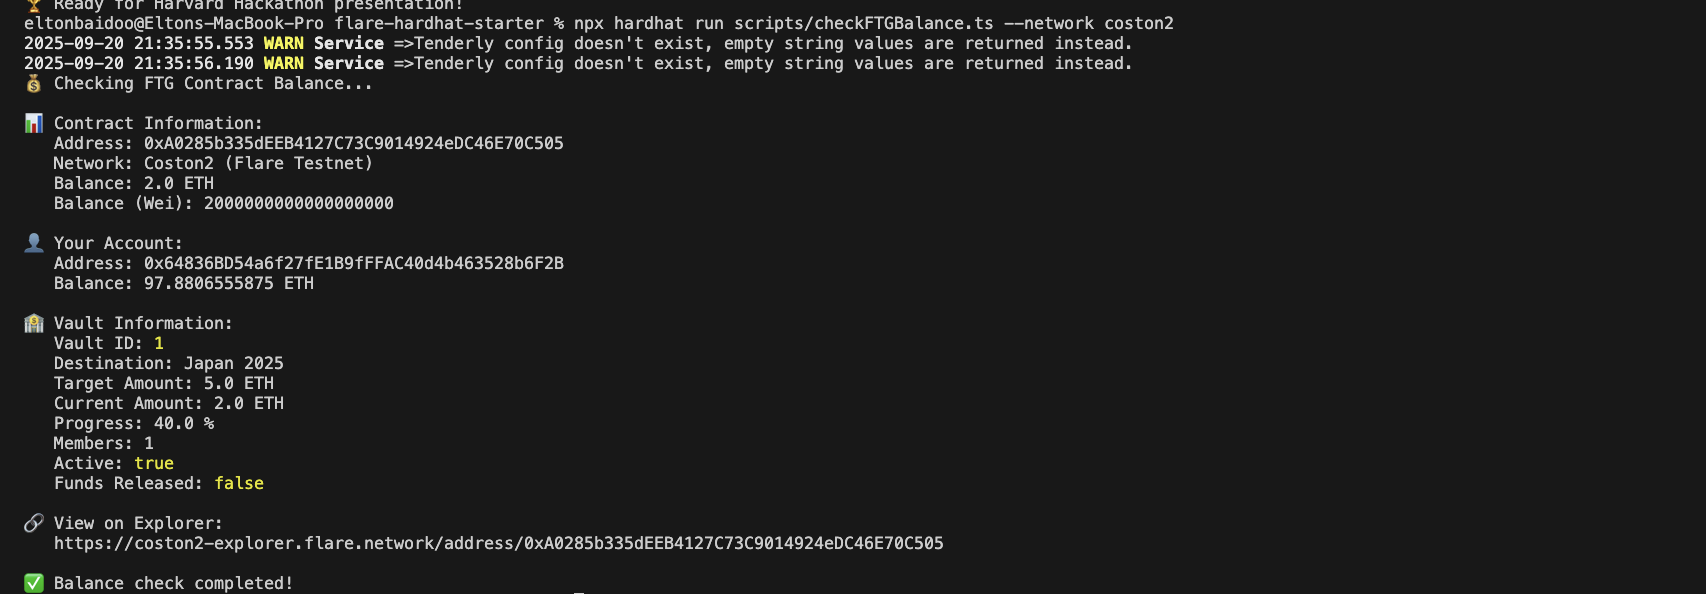 🏆 Ready for Harvard Hackathon presentation!
eltonbaidoo@Eltons-MacBook-Pro flare-hardhat-starter % npx hardhat run scripts/checkFTGBalance.ts --network coston2
2025-09-20 21:35:55.553 WARN Service =>Tenderly config doesn't exist, empty string values are returned instead.
2025-09-20 21:35:56.190 WARN Service =>Tenderly config doesn't exist, empty string values are returned instead.
💰 Checking FTG Contract Balance...
📊 Contract Information:
Address: 0xA0285b335dEEB4127C73C9014924eDC46E70C505
Network: Coston2 (Flare Testnet)
Balance: 2.0 ETH
Balance (Wei): 2000000000000000000
👤 Your Account:
Address: 0x64836BD54a6f27fE1B9fFFAC40d4b463528b6F2B
Balance: 97.8806555875 ETH
🏦 Vault Information:
Vault ID: 1
Destination: Japan 2025
Target Amount: 5.0 ETH
Current Amount: 2.0 ETH
Progress: 40.0 %
Members: 1
Active: true
Funds Released: false
🔗 View on Explorer:
https://coston2-explorer.flare.network/address/0xA0285b335dEEB4127C73C9014924eDC46E70C505
✅ Balance check completed!